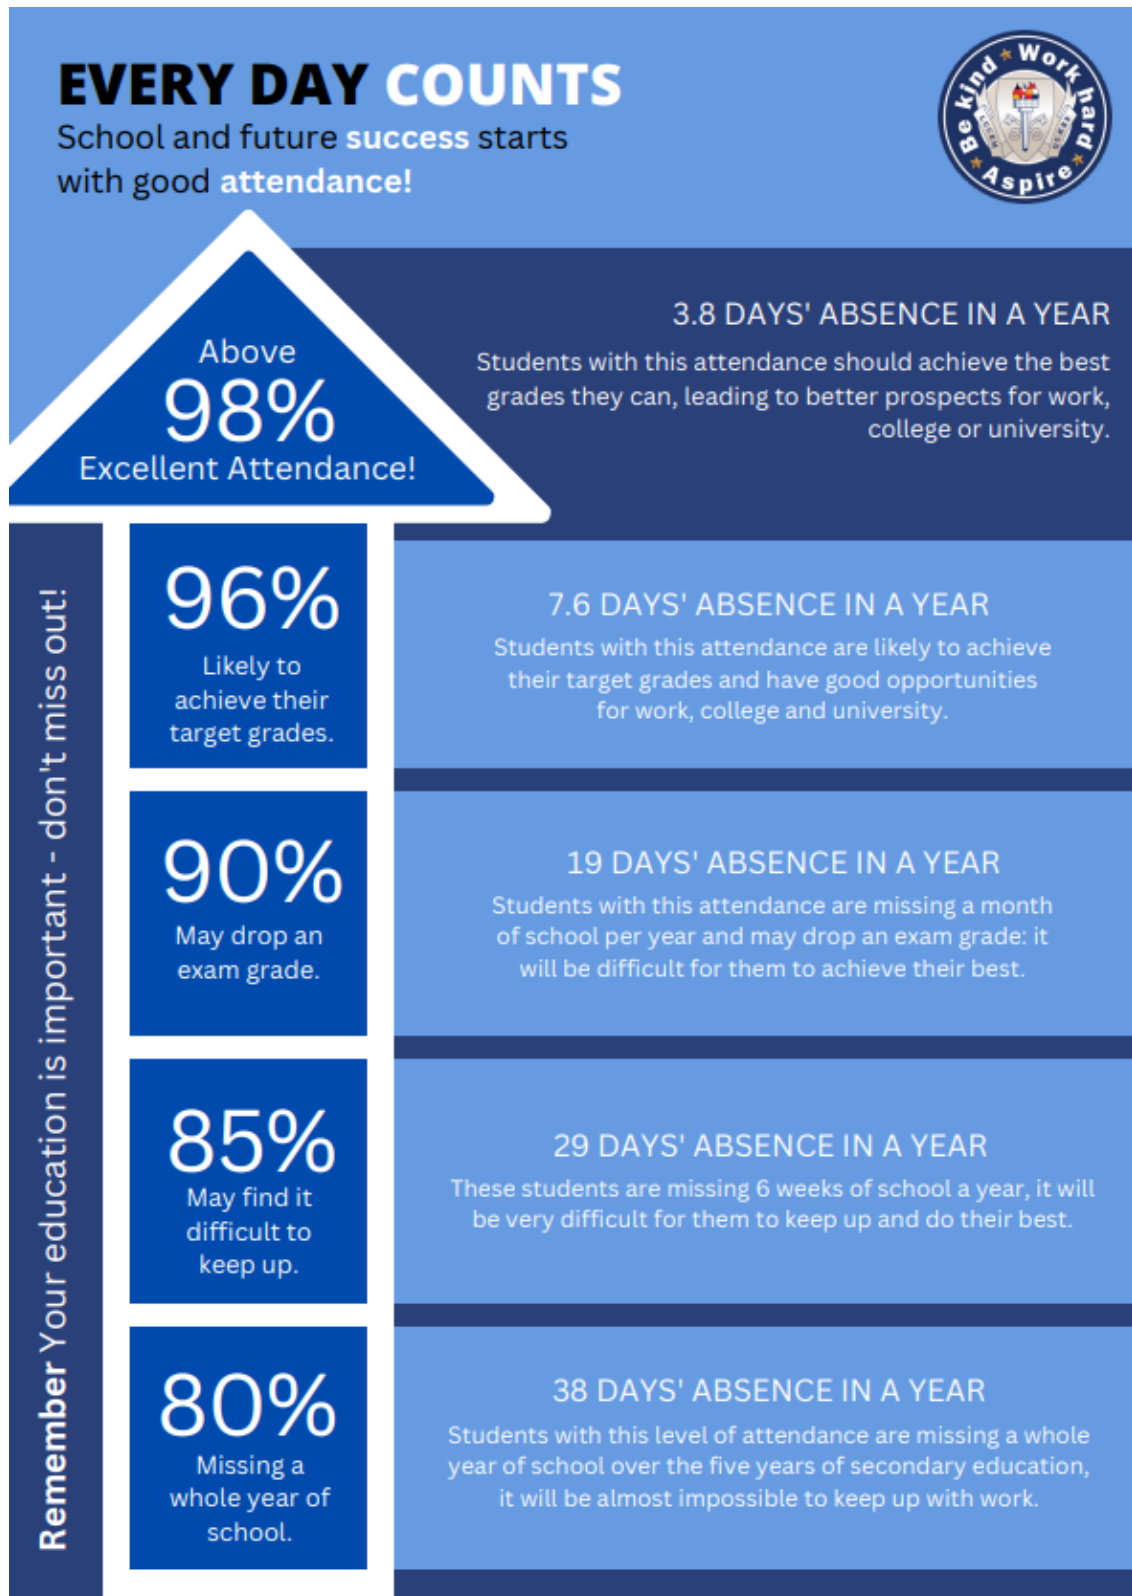 EVERY DAY COUNTS
School and future success starts
with good attendance!
Be kind Work hard Aspire
Above
98%
Excellent Attendance!
3.8 DAYS' ABSENCE IN A YEAR
Students with this attendance should achieve the best
grades they can, leading to better prospects for work,
college or university.
96%
Likely to
achieve their
target grades.
7.6 DAYS' ABSENCE IN A YEAR
Students with this attendance are likely to achieve
their target grades and have good opportunities
for work, college and university.
90%
May drop an
exam grade.
19 DAYS' ABSENCE IN A YEAR
Students with this attendance are missing a month
of school per year and may drop an exam grade: it
will be difficult for them to achieve their best.
85%
May find it
difficult to
keep up.
29 DAYS' ABSENCE IN A YEAR
These students are missing 6 weeks of school a year, it will
be very difficult for them to keep up and do their best.
80%
Missing a
whole year of
school.
38 DAYS' ABSENCE IN A YEAR
Students with this level of attendance are missing a whole
year of school over the five years of secondary education,
it will be almost impossible to keep up with work.
Remember Your education is important - don't miss out!